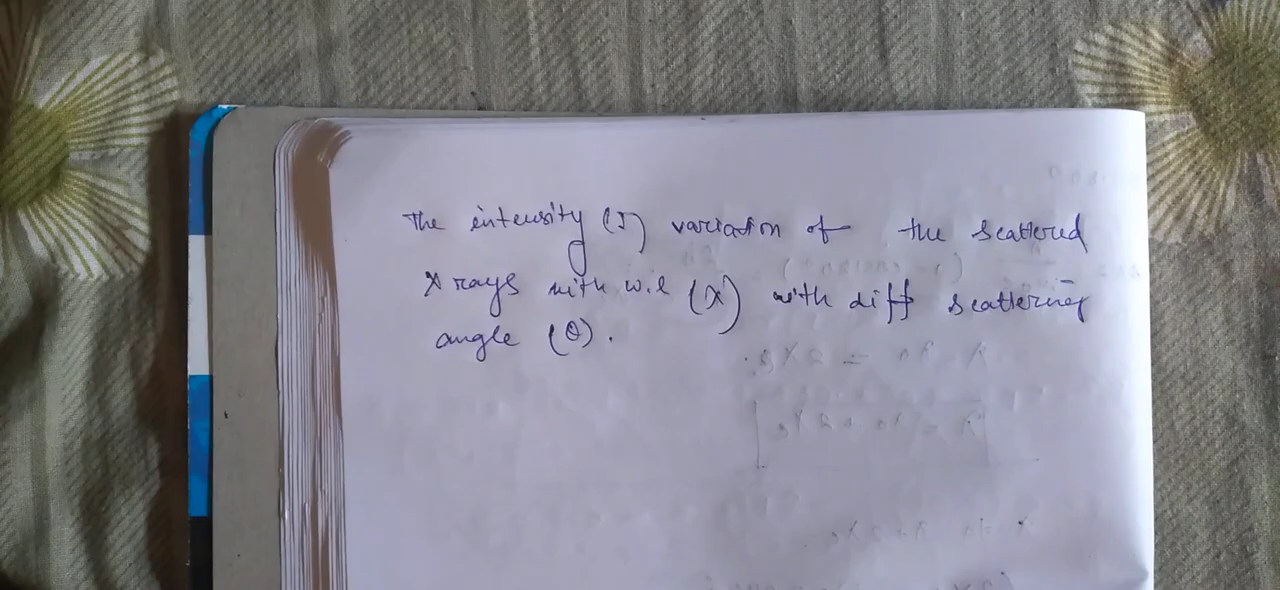 The intensity (I) variation of the scattered
X rays with w.l (λ') with diff scattering
angle (θ).